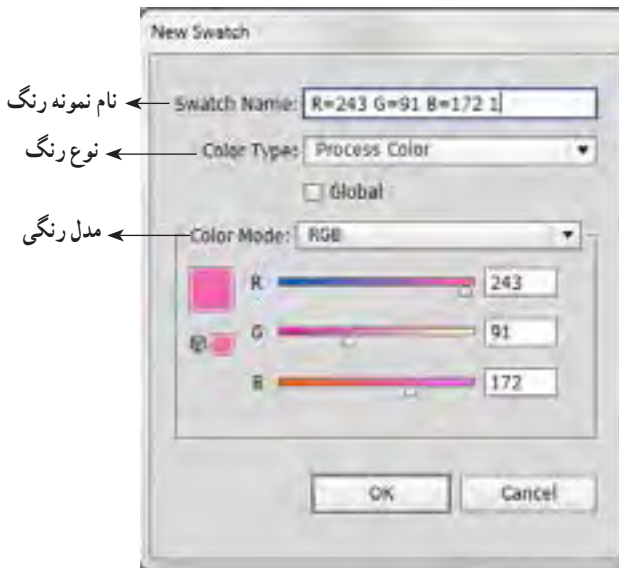 New Swatch
نام نمونه رنگ
Swatch Name: R=243 G=91 B=172 1
نوع رنگ
Color Type: Process Color
Global
مدل رنگی
Color Mode: RGB
R 243
G 91
B 172
OK Cancel